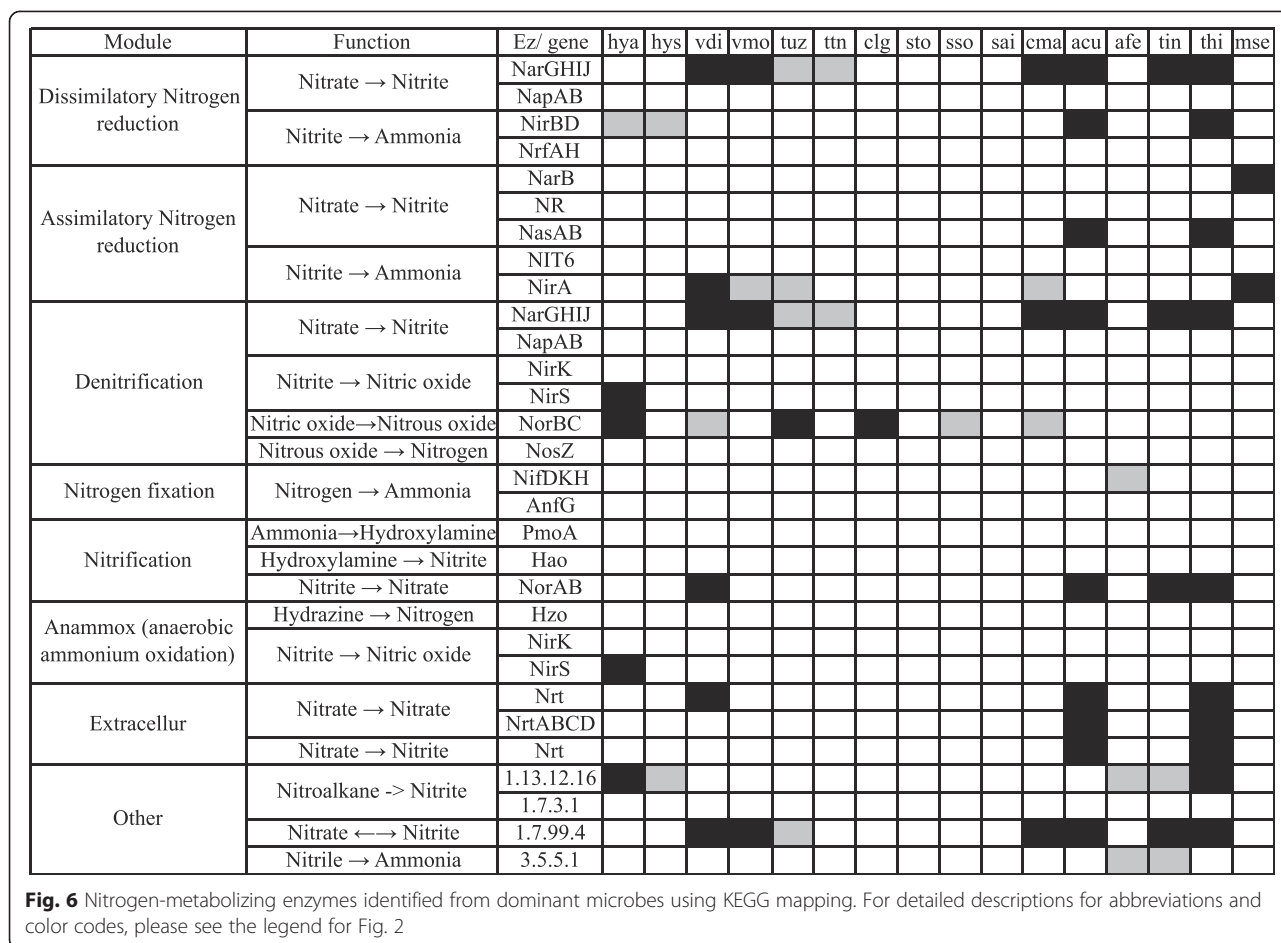 Module Function Ez/ gene hya hys vdi vmo tuz ttn clg sto sso sai cma acu afe tin thi mse
Dissimilatory Nitrogen
reduction
Nitrate → Nitrite
NarGHIJ
NapAB
Nitrite → Ammonia
NirBD
NrfAH
Assimilatory Nitrogen
reduction
Nitrate → Nitrite
NarB
NR
NasAB
Nitrite → Ammonia
NIT6
NirA
Denitrification
Nitrate → Nitrite
NarGHIJ
NapAB
Nitrite → Nitric oxide
NirK
NirS
Nitric oxide→Nitrous oxide NorBC
Nitrous oxide → Nitrogen NosZ
Nitrogen fixation
Nitrogen → Ammonia
NifDKH
AnfG
Nitrification
Ammonia→Hydroxylamine PmoA
Hydroxylamine → Nitrite Hao
Nitrite → Nitrate NorAB
Anammox (anaerobic
ammonium oxidation)
Hydrazine → Nitrogen Hzo
Nitrite → Nitric oxide
NirK
NirS
Extracellur
Nitrate → Nitrate
Nrt
NrtABCD
Nitrate → Nitrite Nrt
Other
Nitroalkane -> Nitrite
1.13.12.16
1.7.3.1
Nitrate ←→ Nitrite 1.7.99.4
Nitrile → Ammonia 3.5.5.1
Fig. 6 Nitrogen-metabolizing enzymes identified from dominant microbes using KEGG mapping. For detailed descriptions for abbreviations and
color codes, please see the legend for Fig. 2